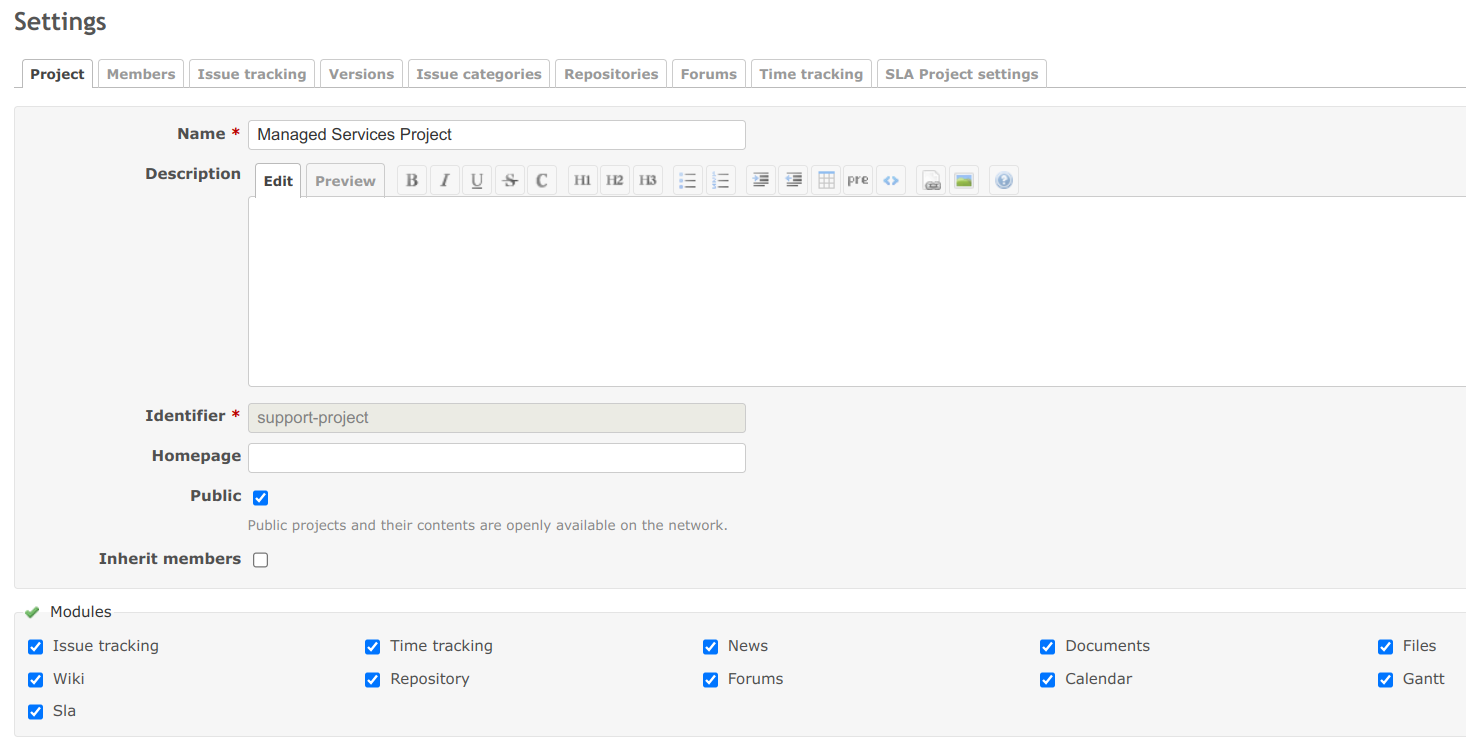 Settings
Project Members Issue tracking Versions Issue categories Repositories Forums Time tracking SLA Project settings
Name * Managed Services Project
Description Edit Preview B I U S C H1 H2 H3 pre <> ?
Identifier * support-project
Homepage
Public
Public projects and their contents are openly available on the network.
Inherit members
Modules
Issue tracking Time tracking News Documents Files
Wiki Repository Forums Calendar Gantt
Sla